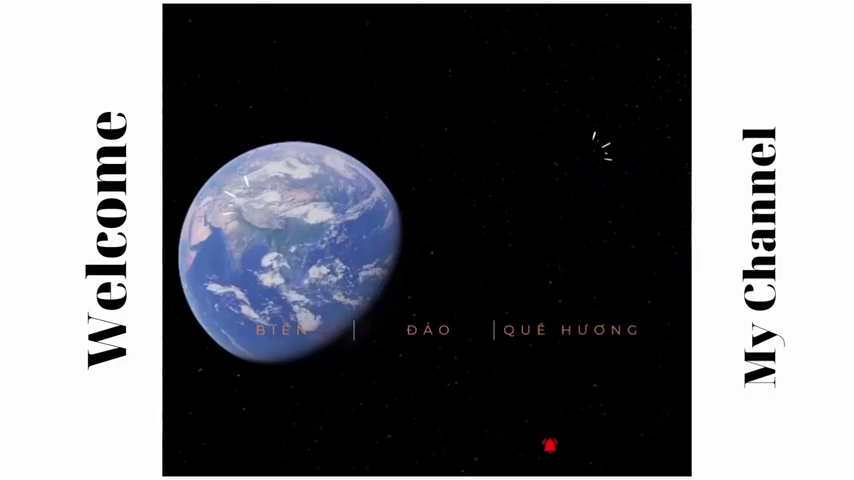 Welcome
BIỂN | ĐẢO | QUÊ HƯƠNG
My Channel